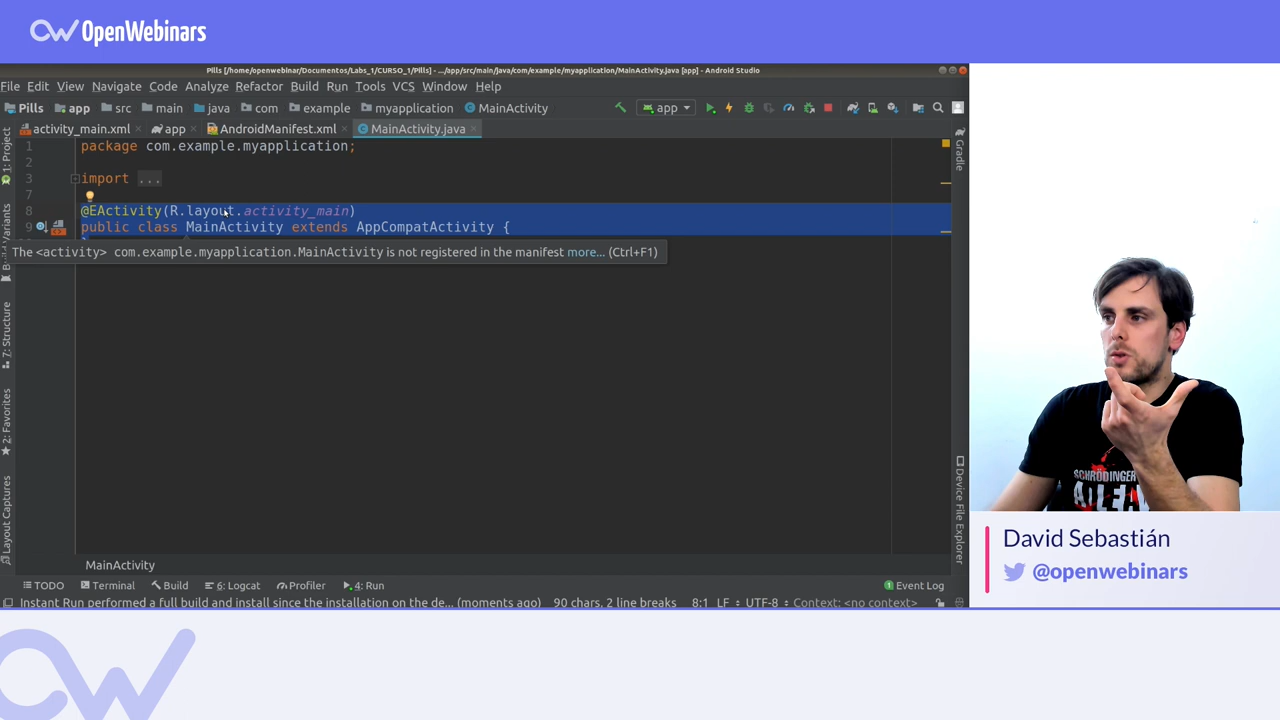 OpenWebinars
Pills [/home/openwebinar/Documentos/Labs_1/CURSO_1/Pills] - .../app/src/main/java/com/example/myapplication/MainActivity.java [app] - Android Studio
File Edit View Navigate Code Analyze Refactor Build Run Tools VCS Window Help
Pills app src main java com example myapplication MainActivity app
activity_main.xml app AndroidManifest.xml MainActivity.java
1 package com.example.myapplication;
2
3 import ...
7
8 @EActivity(R.layout.activity_main)
9 public class MainActivity extends AppCompatActivity {
The <activity> com.example.myapplication.MainActivity is not registered in the manifest more... (Ctrl+F1)
1: Project
7: Structure
2: Favorites
Layout Captures
Gradle
Device File Explorer
MainActivity
TODO Terminal Build 6: Logcat Profiler 4: Run 1 Event Log
Instant Run performed a full build and install since the installation on the de... (moments ago) 90 chars, 2 line breaks 8:1 LF UTF-8 Context: <no context>
SCHRÖDINGER
David Sebastián
@openwebinars